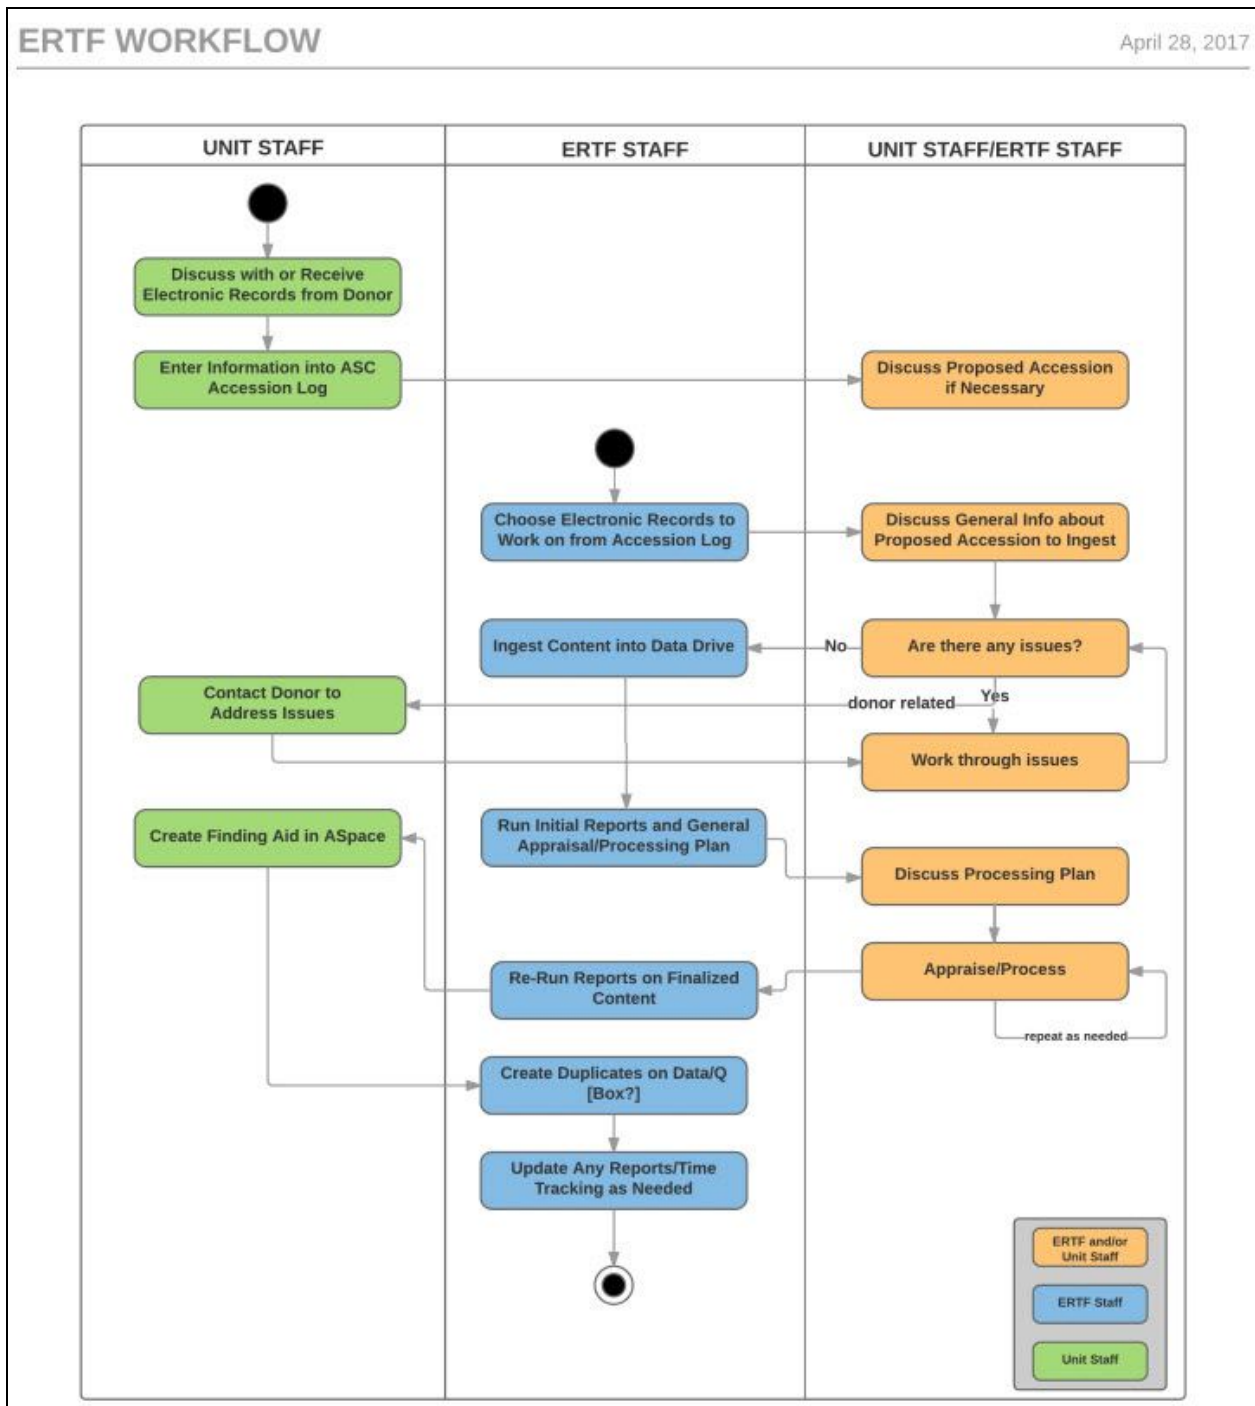 ERTF WORKFLOW
April 28, 2017
UNIT STAFF
ERTF STAFF
UNIT STAFF/ERTF STAFF
Discuss with or Receive
Electronic Records from Donor
Enter Information into ASC
Accession Log
Discuss Proposed Accession
if Necessary
Choose Electronic Records to
Work on from Accession Log
Discuss General Info about
Proposed Accession to Ingest
Ingest Content into Data Drive
No
Are there any issues?
Contact Donor to
Address Issues
donor related
Yes
Work through issues
Create Finding Aid in ASpace
Run Initial Reports and General
Appraisal/Processing Plan
Discuss Processing Plan
Appraise/Process
Re-Run Reports on Finalized
Content
repeat as needed
Create Duplicates on Data/Q
[Box?]
Update Any Reports/Time
Tracking as Needed
ERTF and/or
Unit Staff
ERTF Staff
Unit Staff